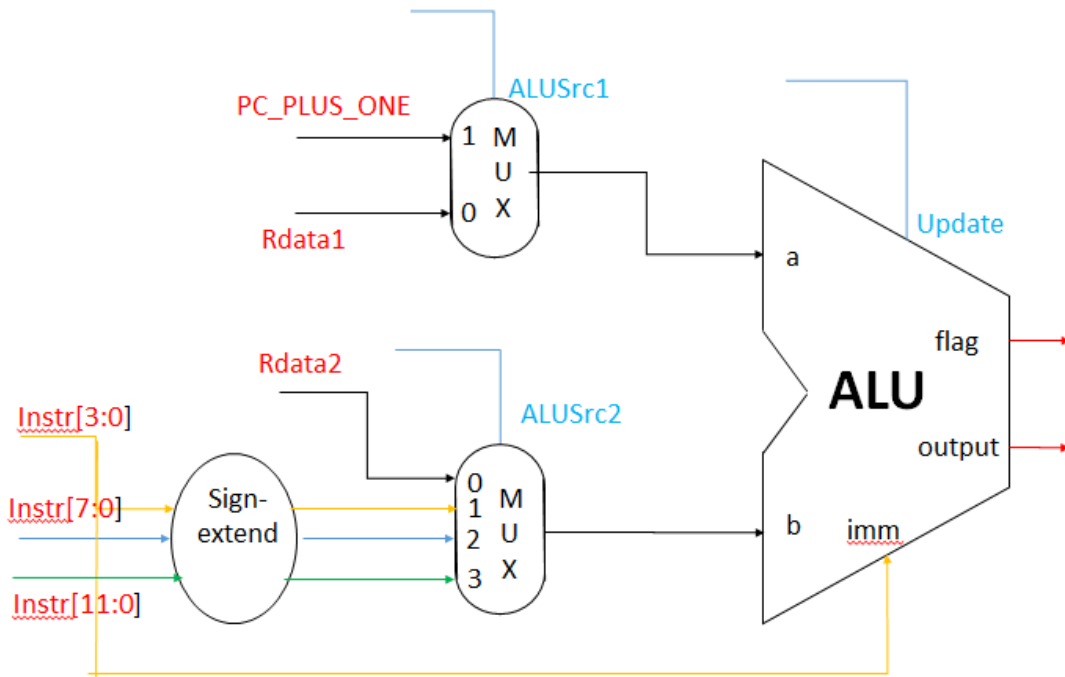 ALUSrc1
PC_PLUS_ONE
1 M
U
0 X
Rdata1
Update
a
flag
Rdata2
ALU
Instr[3:0]
ALUSrc2
output
0
Sign-
extend
Instr[7:0]
1 M
2 U
3 X
b
imm
Instr[11:0]